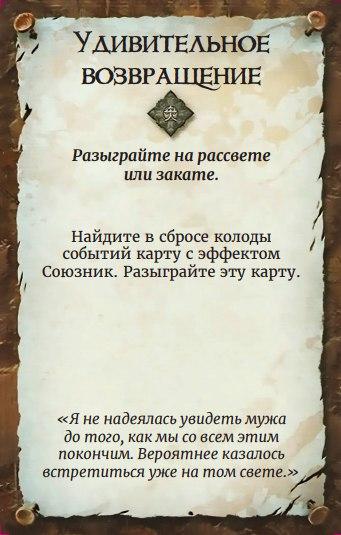 Удивительное
возвращение
Разыграйте на рассвете
или закате.
Найдите в сбросе колоды
событий карту с эффектом
Союзник. Разыграйте эту карту.
«Я не надеялась увидеть мужа
до того, как мы со всем этим
покончим. Вероятнее казалось
встретиться уже на том свете.»